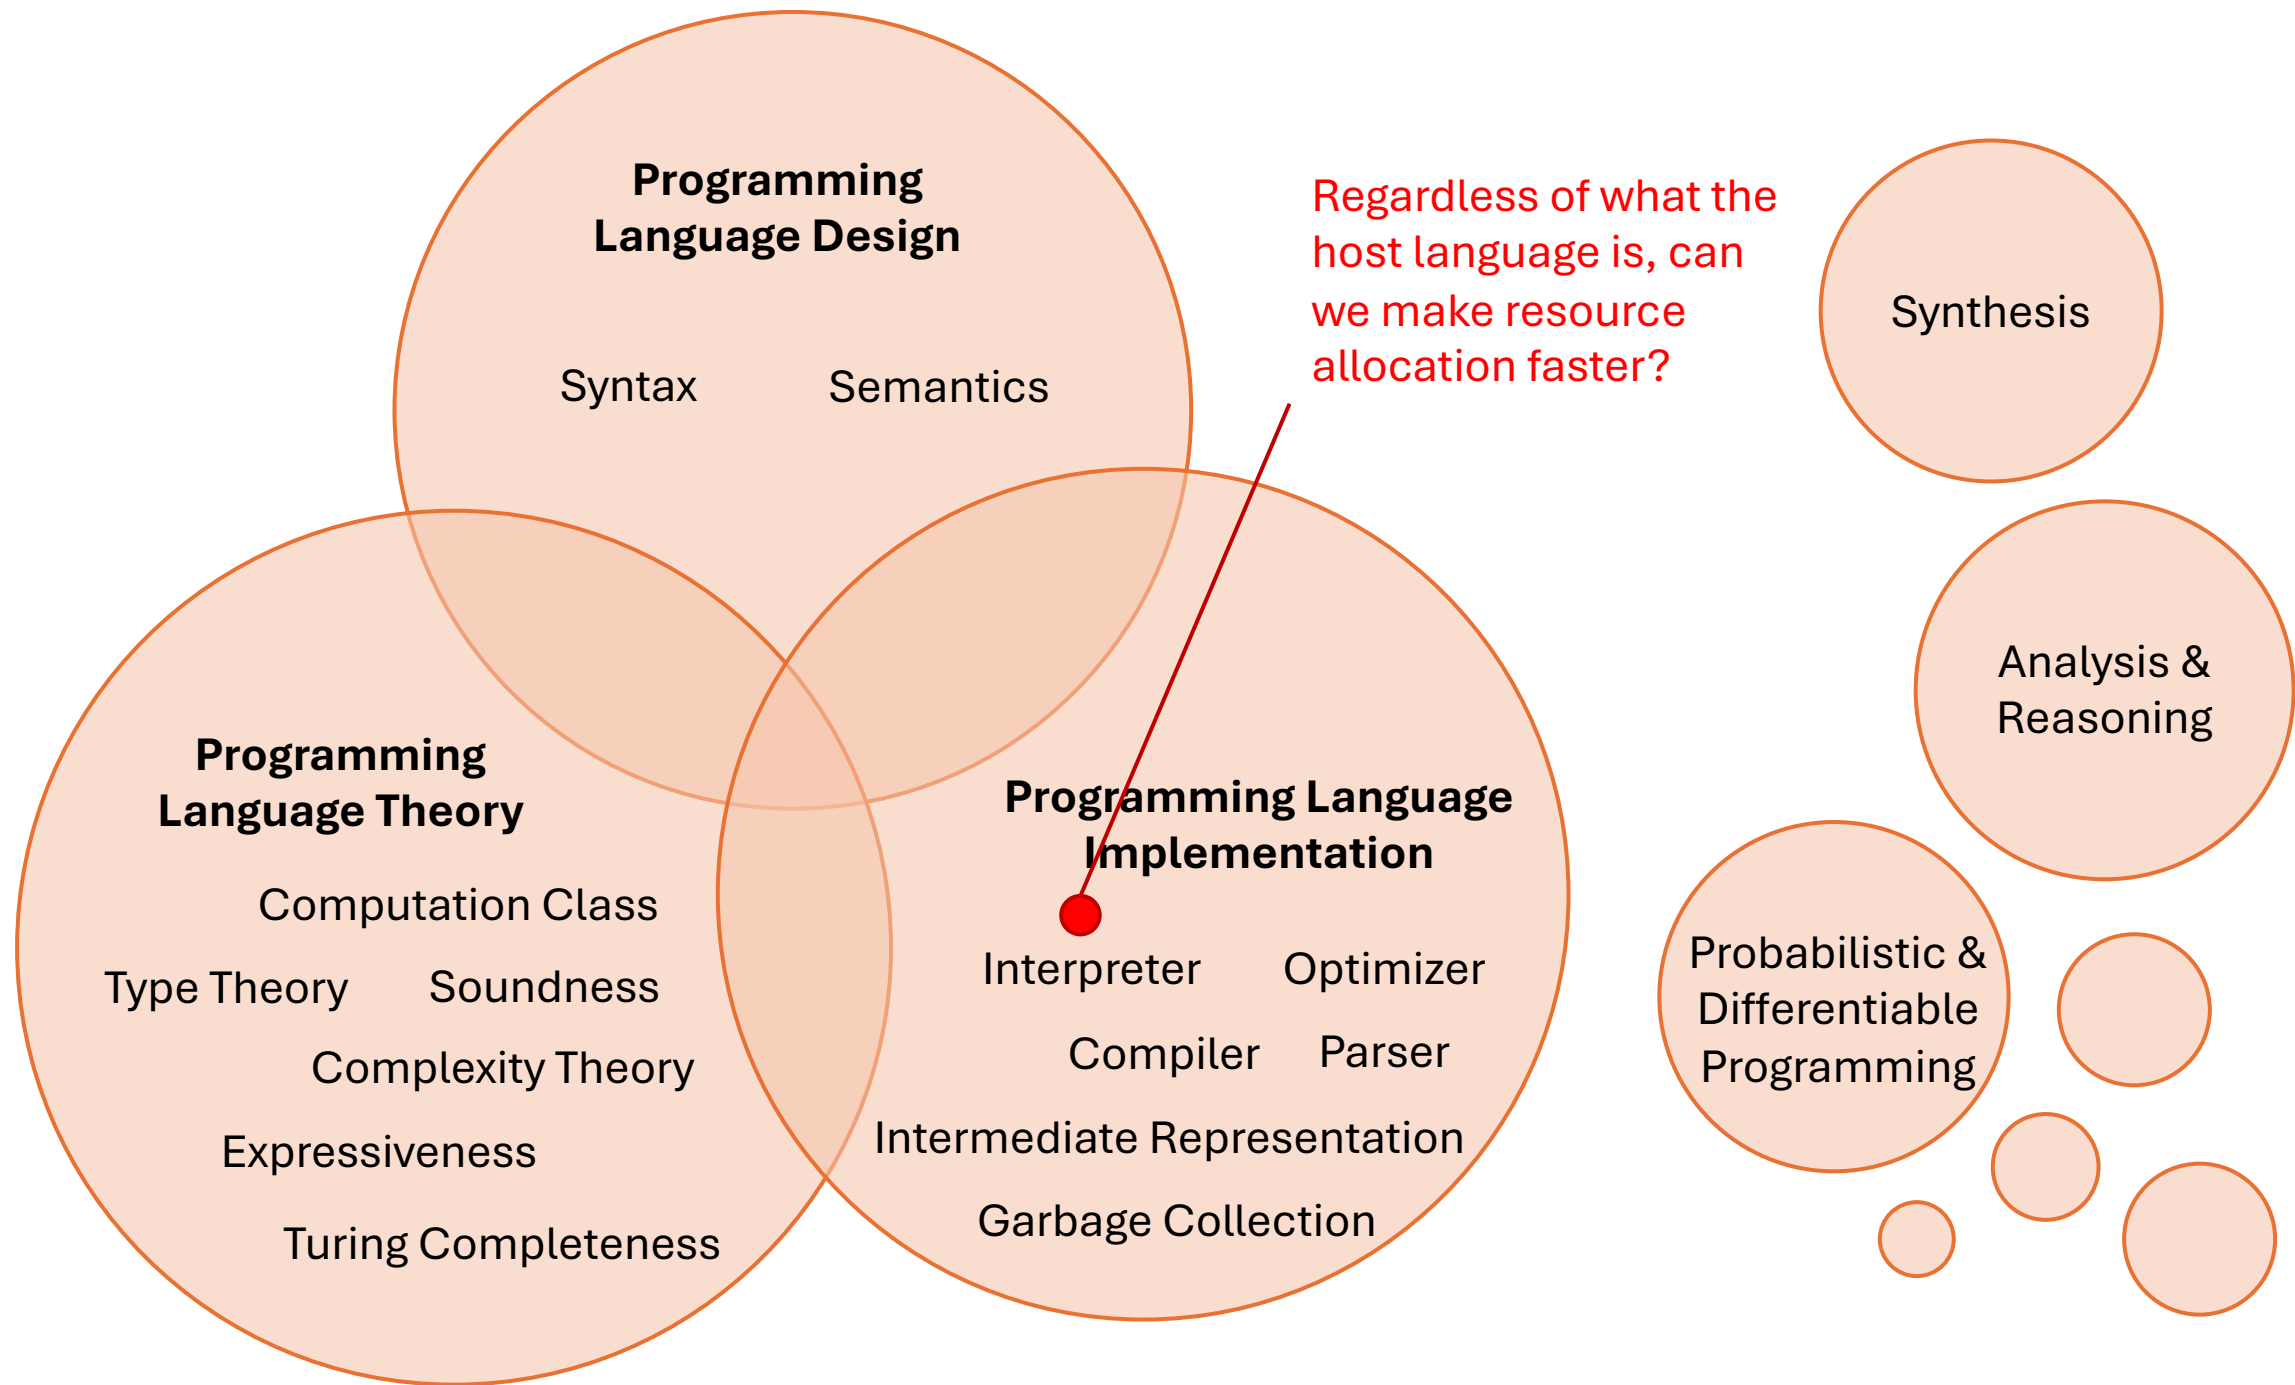 Programming
Language Design
Syntax
Semantics
Regardless of what the
host language is, can
we make resource
allocation faster?
Synthesis
Analysis &
Reasoning
Programming
Language Theory
Computation Class
Type Theory
Soundness
Complexity Theory
Expressiveness
Turing Completeness
Programming Language
Implementation
Interpreter
Optimizer
Compiler
Parser
Intermediate Representation
Garbage Collection
Probabilistic &
Differentiable
Programming